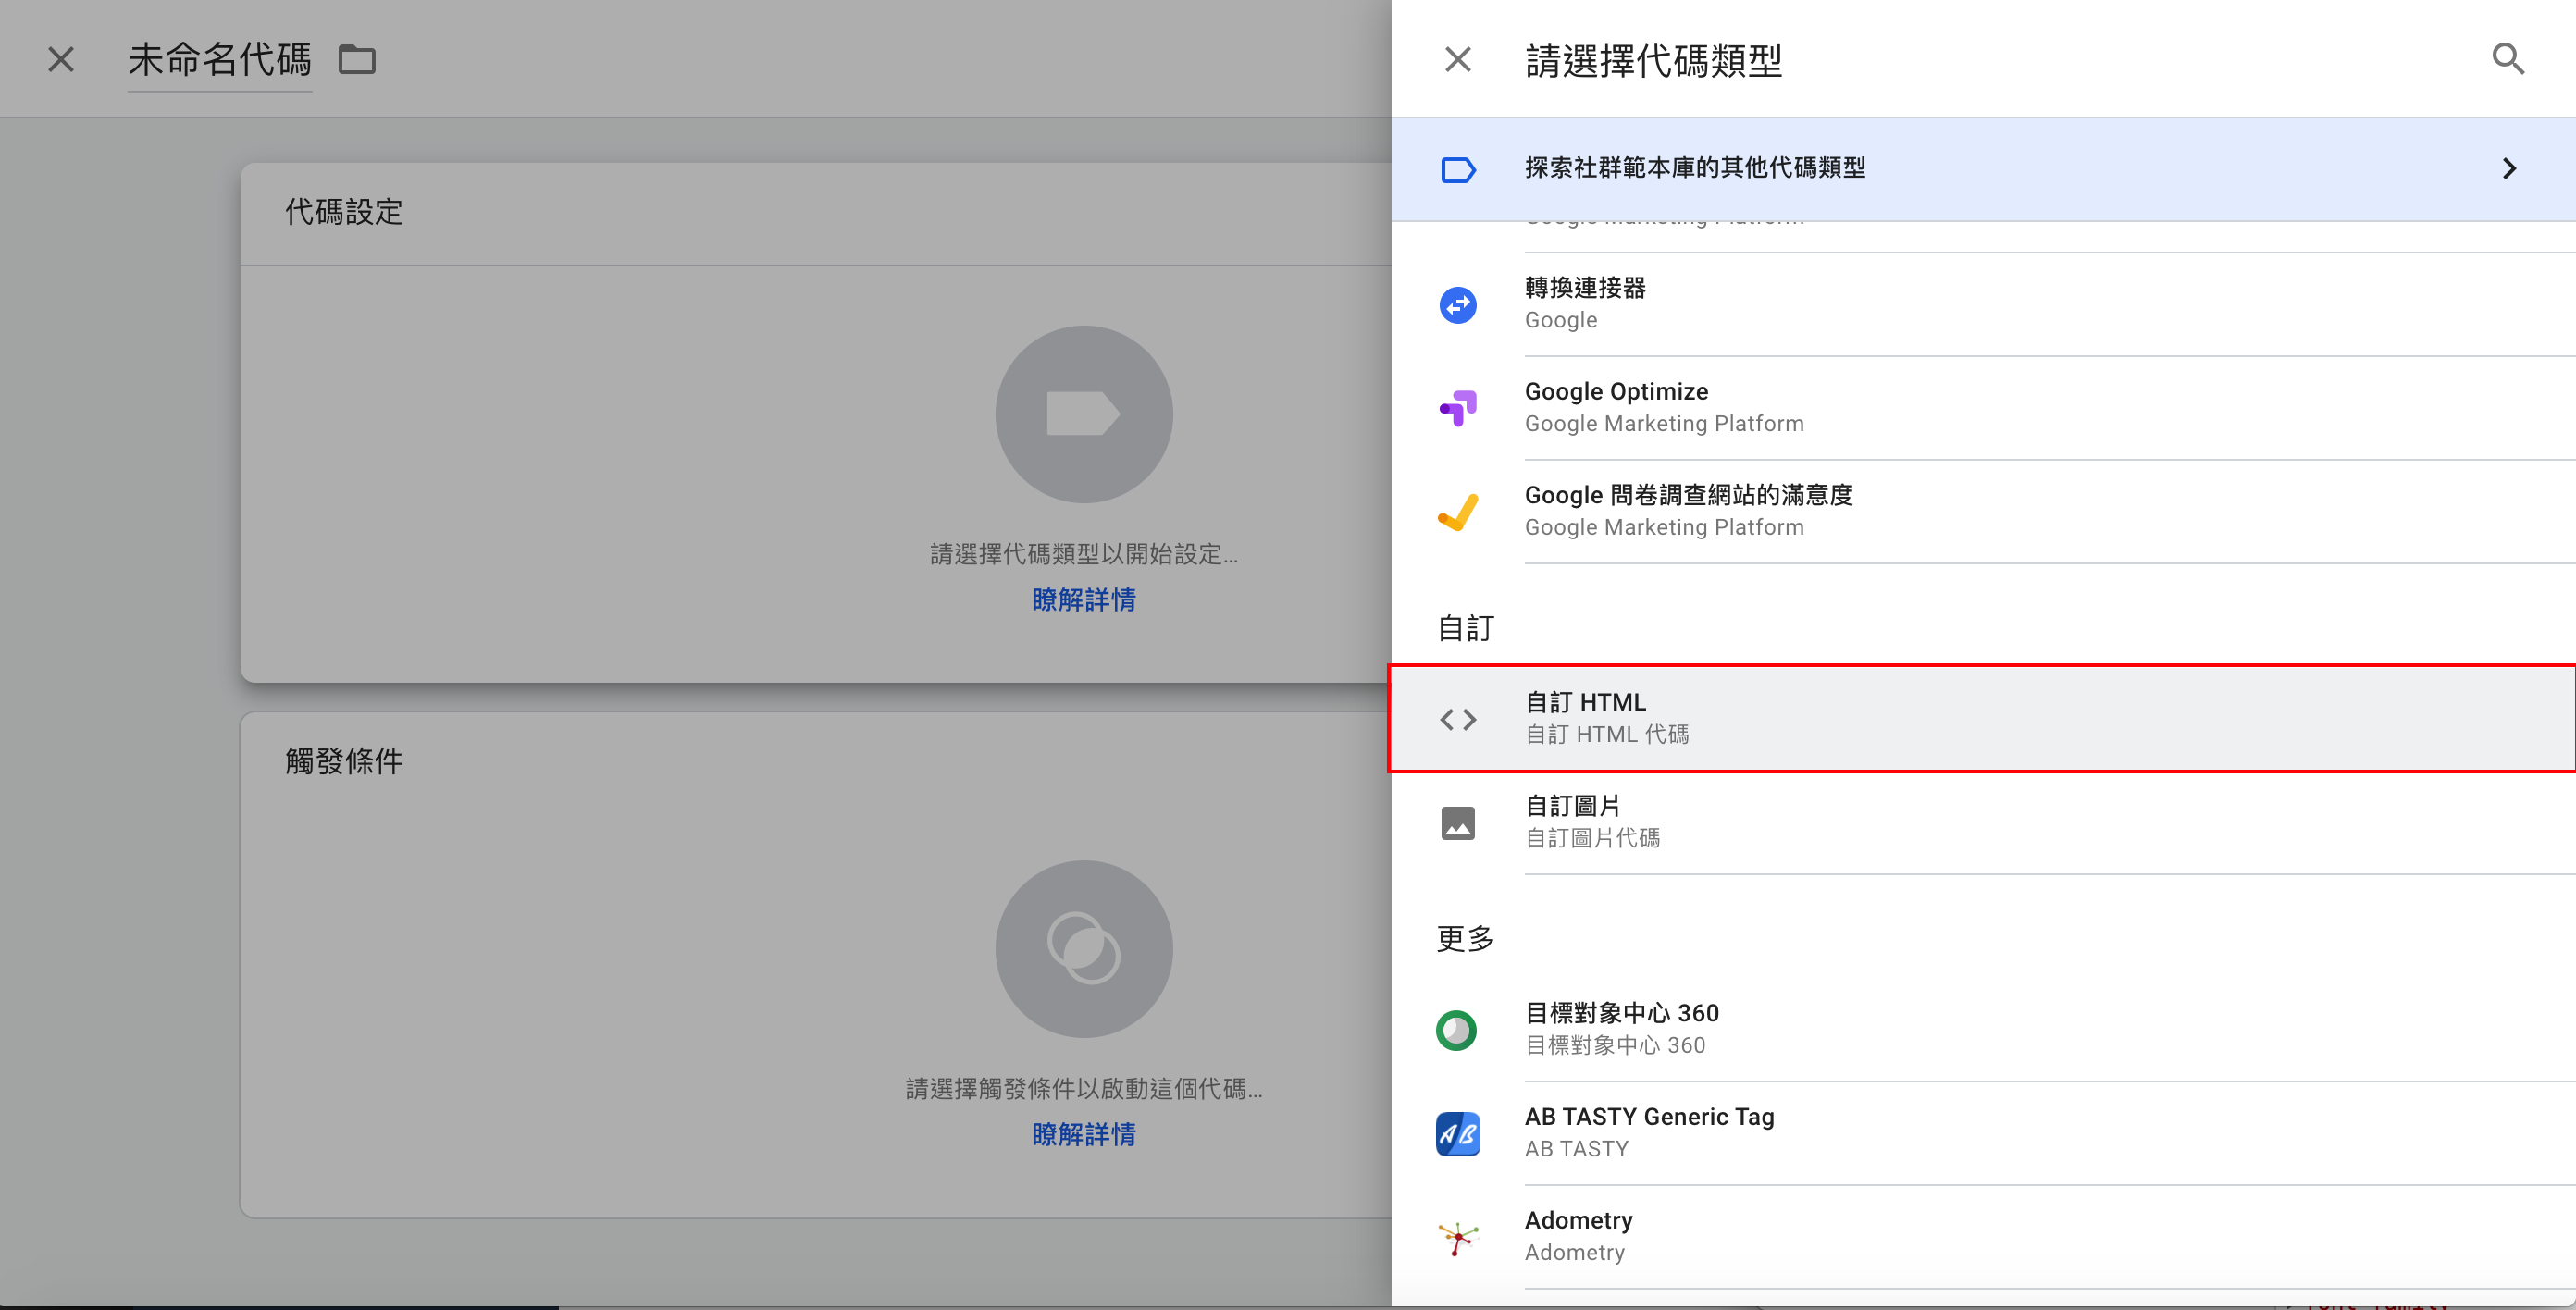 未命名代碼
代碼設定
請選擇代碼類型以開始設定...
瞭解詳情
觸發條件
請選擇觸發條件以啟動這個代碼...
瞭解詳情
請選擇代碼類型
探索社群範本庫的其他代碼類型
Google Marketing Platform
轉換連接器
Google
Google Optimize
Google Marketing Platform
Google 問卷調查網站的滿意度
Google Marketing Platform
自訂
自訂 HTML
自訂 HTML 代碼
自訂圖片
自訂圖片代碼
更多
目標對象中心 360
目標對象中心 360
AB TASTY Generic Tag
AB TASTY
Adometry
Adometry